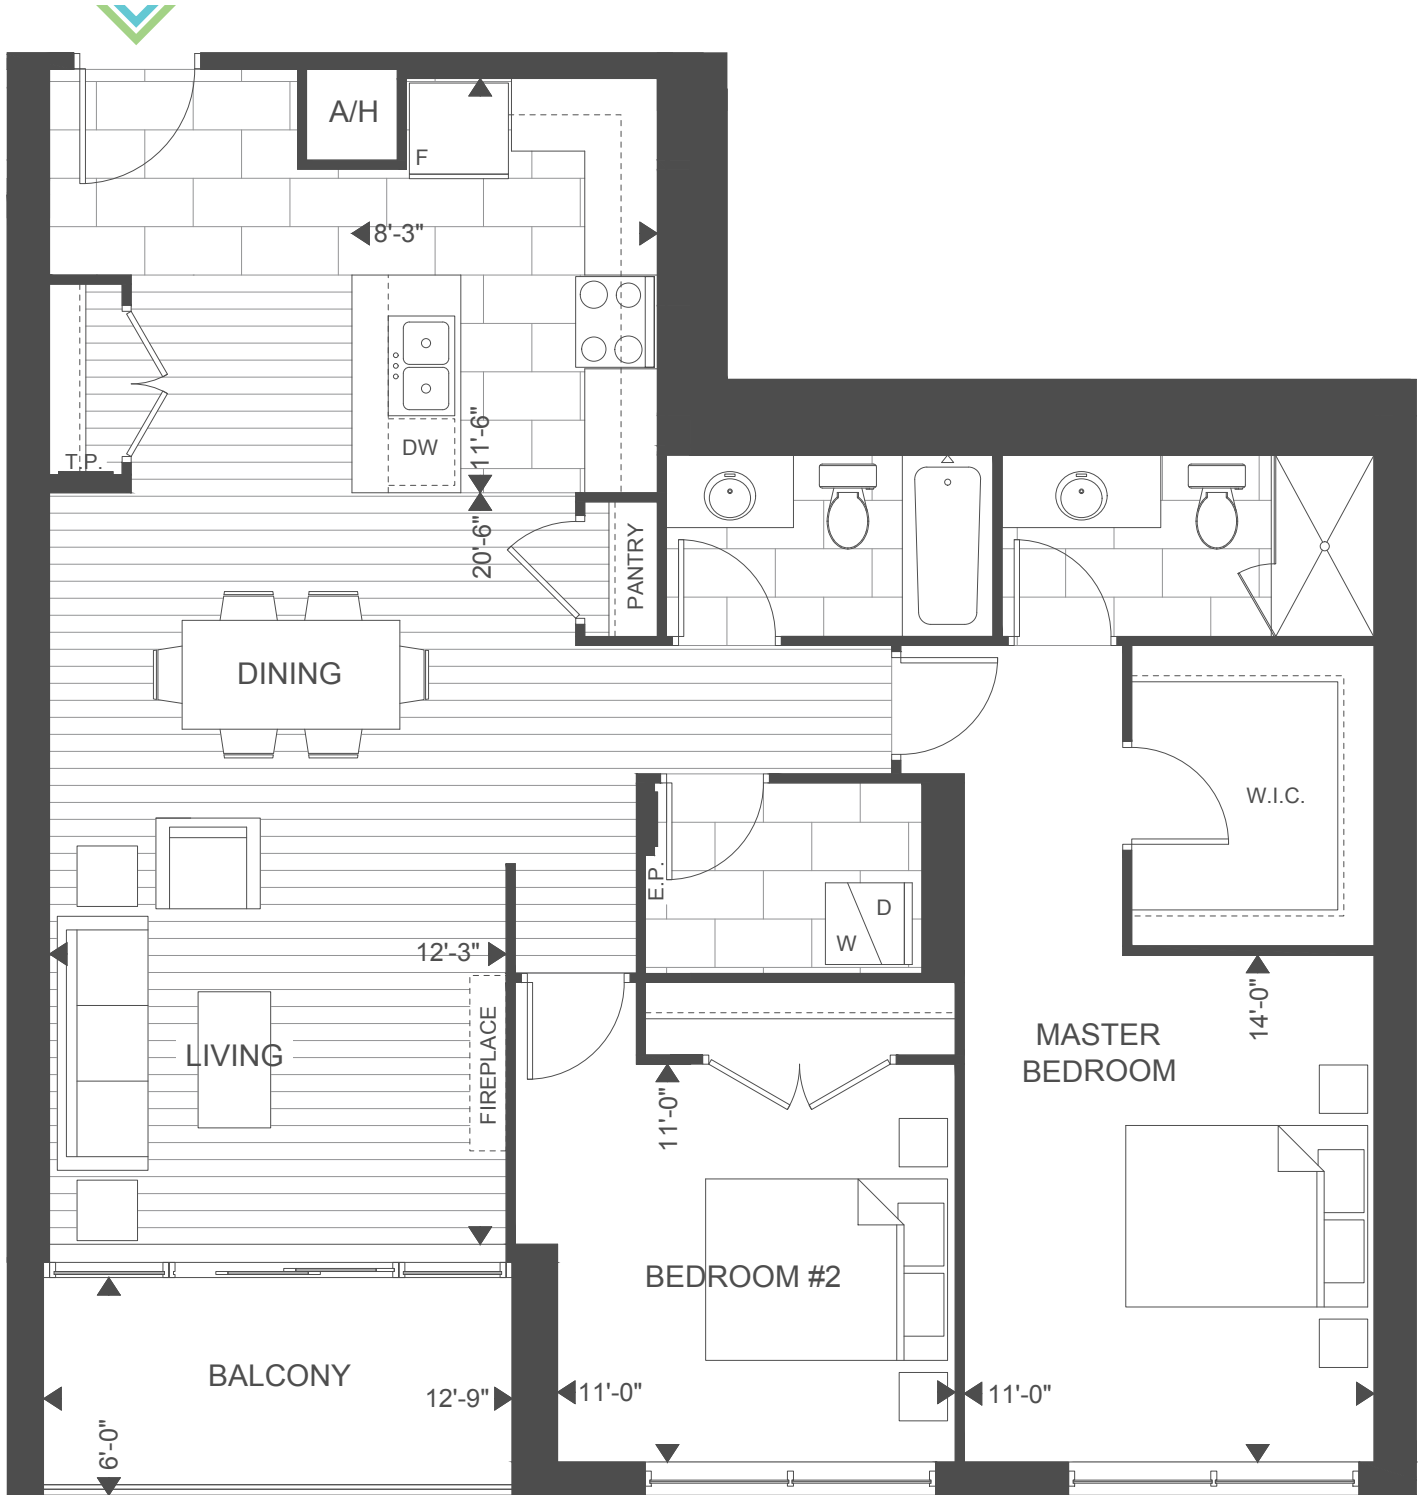 A/H
F
8'-3"
T.P.
DW
11'-6"
20'-6"
PANTRY
DINING
W.I.C.
E.P.
D
W
12'-3"
LIVING
FIREPLACE
14'-0"
MASTER
BEDROOM
11'-0"
BEDROOM #2
BALCONY
12'-9"
11'-0"
11'-0"
6'-0"